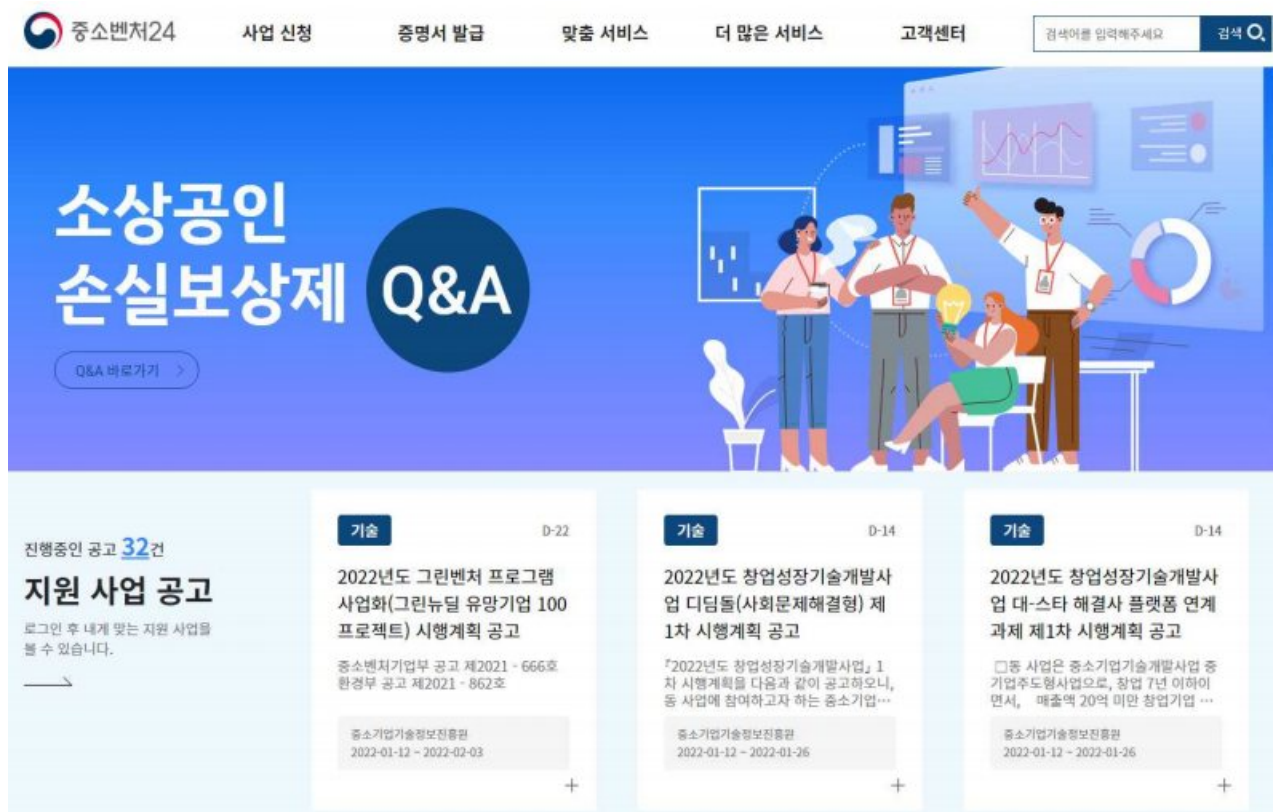 중소벤처24
사업 신청
증명서 발급
맞춤 서비스
더 많은 서비스
고객센터
검색어를 입력해주세요
검색
소상공인
손실보상제
Q&A
Q&A 바로가기
진행중인 공고 32건
지원 사업 공고
로그인 후 내게 맞는 지원 사업을
볼 수 있습니다.
기술
D-22
2022년도 그린벤처 프로그램
사업화(그린뉴딜 유망기업 100
프로젝트) 시행계획 공고
중소벤처기업부 공고 제2021 - 666호
환경부 공고 제2021 - 862호
중소기업기술정보진흥원
2022-01-12 ~ 2022-02-03
기술
D-14
2022년도 창업성장기술개발사
업 디딤돌(사회문제해결형) 제
1차 시행계획 공고
『2022년도 창업성장기술개발사업』 1
차 시행계획을 다음과 같이 공고하오니,
동 사업에 참여하고자 하는 중소기업…
중소기업기술정보진흥원
2022-01-12 ~ 2022-01-26
기술
D-14
2022년도 창업성장기술개발사
업 대-스타 해결사 플랫폼 연계
과제 제1차 시행계획 공고
□동 사업은 중소기업기술개발사업 중
기업주도형사업으로, 창업 7년 이하이
면서, 매출액 20억 미만 창업기업 …
중소기업기술정보진흥원
2022-01-12 ~ 2022-01-26